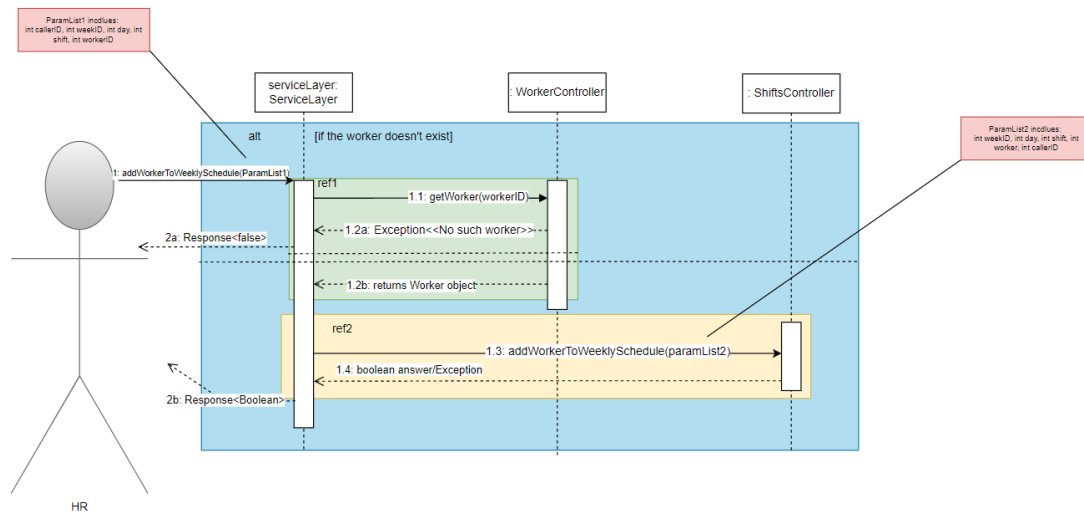 ParamList1 incdlues:
int callerID, int weekID, int day, int
shift, int workerID
serviceLayer:
ServiceLayer
: WorkerController
: ShiftsController
alt
[if the worker doesn't exist]
ParamList2 incdlues:
int weekID, int day, int shift, int
worker, int callerID
1: addWorkerToWeeklySchedule(ParamList1)
ref1
1.1: getWorker(workerID)
1.2a: Exception<<No such worker>>
2a: Response<false>
1.2b: returns Worker object
ref2
1.3: addWorkerToWeeklySchedule(paramList2)
1.4: boolean answer/Exception
2b: Response<Boolean>
HR